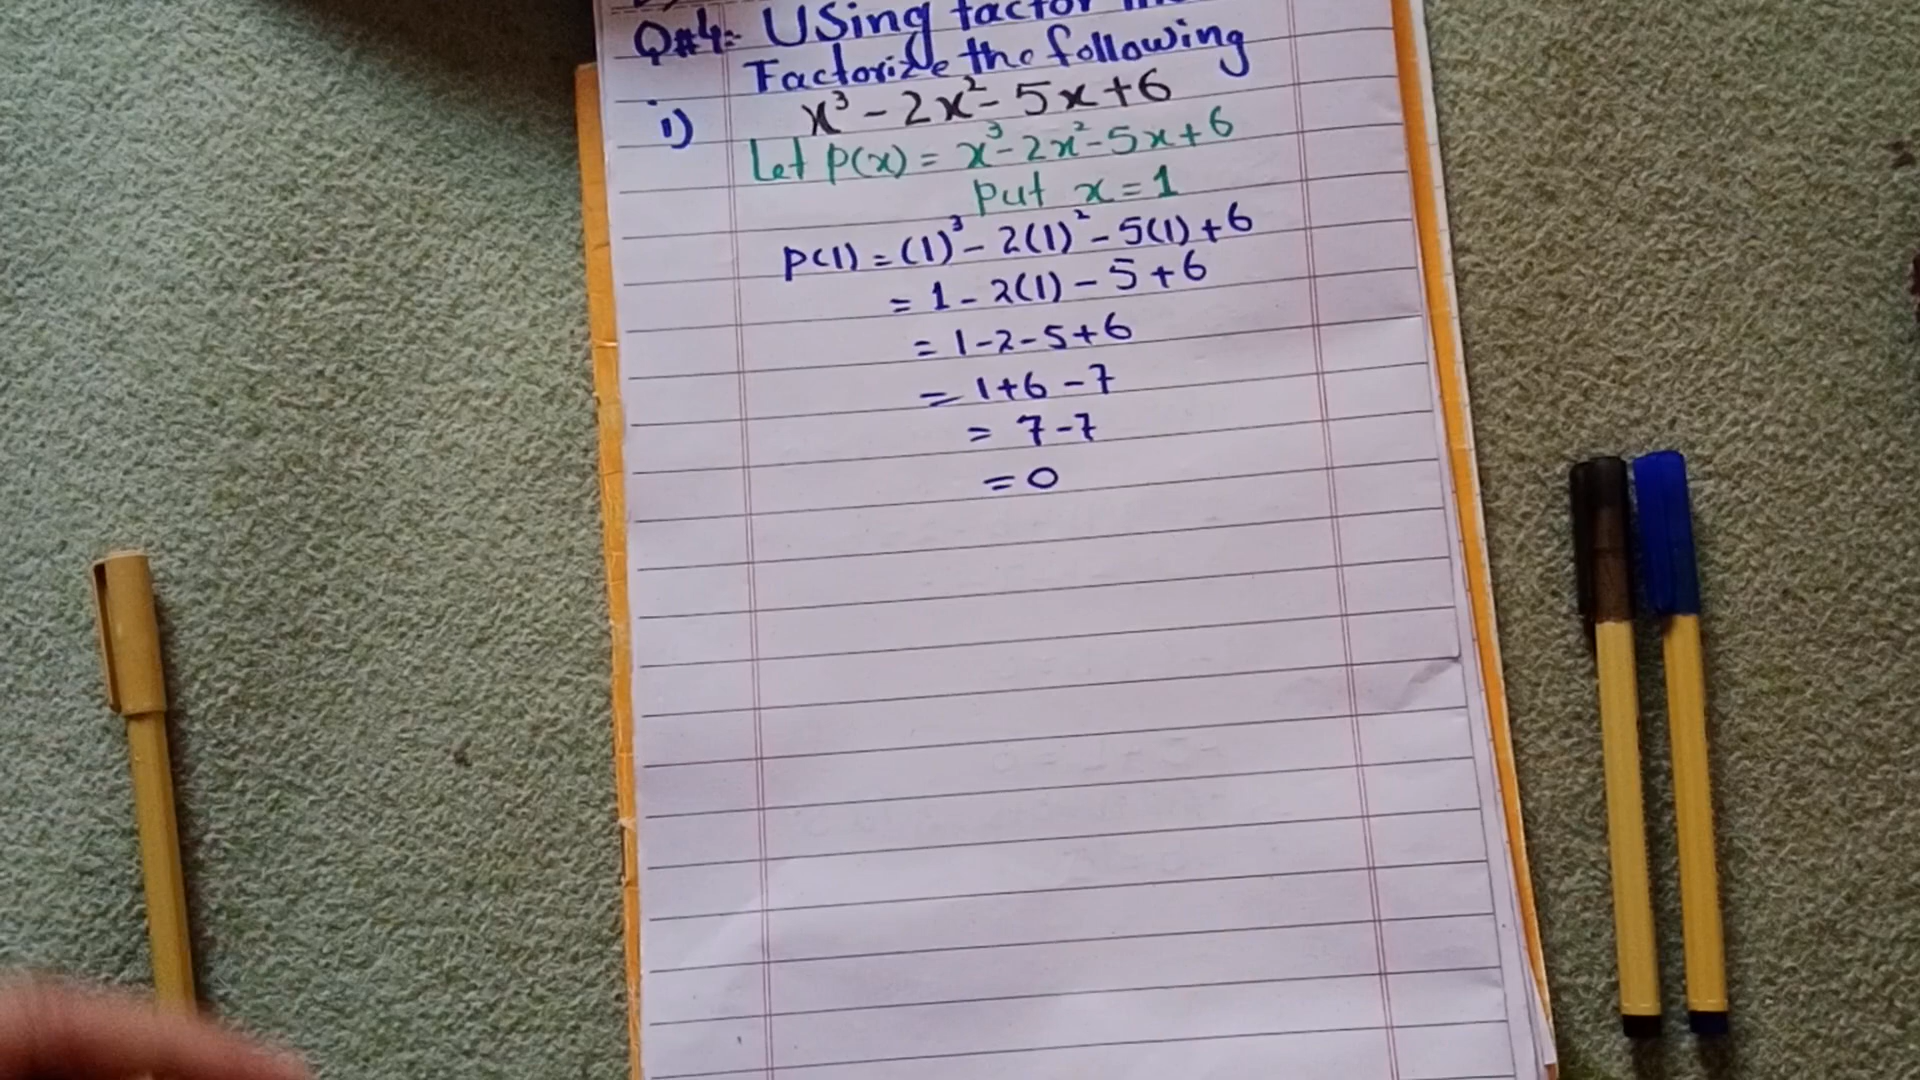 Q#4:- Using factor
Factorize the following
i) x³ - 2x² - 5x + 6
Let p(x) = x³ - 2x² - 5x + 6
put x = 1
p(1) = (1)³ - 2(1)² - 5(1) + 6
= 1 - 2(1) - 5 + 6
= 1 - 2 - 5 + 6
= 1 + 6 - 7
= 7 - 7
= 0